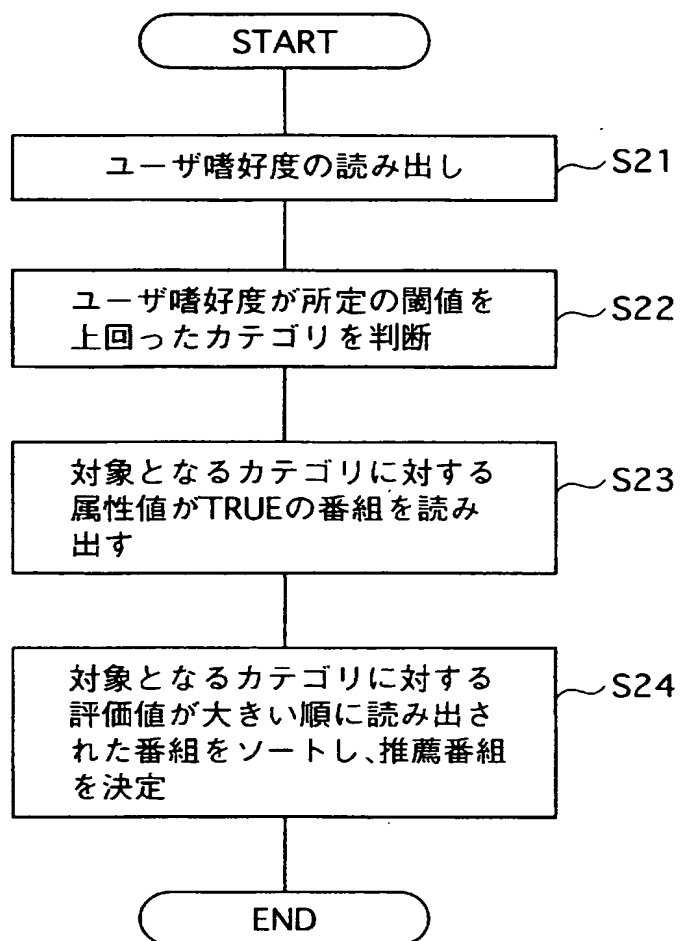 START
ユーザ嗜好度の読み出し
S21
ユーザ嗜好度が所定の閾値を
上回ったカテゴリを判断
S22
対象となるカテゴリに対する
属性値がTRUEの番組を読み
出す
S23
対象となるカテゴリに対する
評価値が大きい順に読み出さ
れた番組をソートし、推薦番組
を決定
S24
END